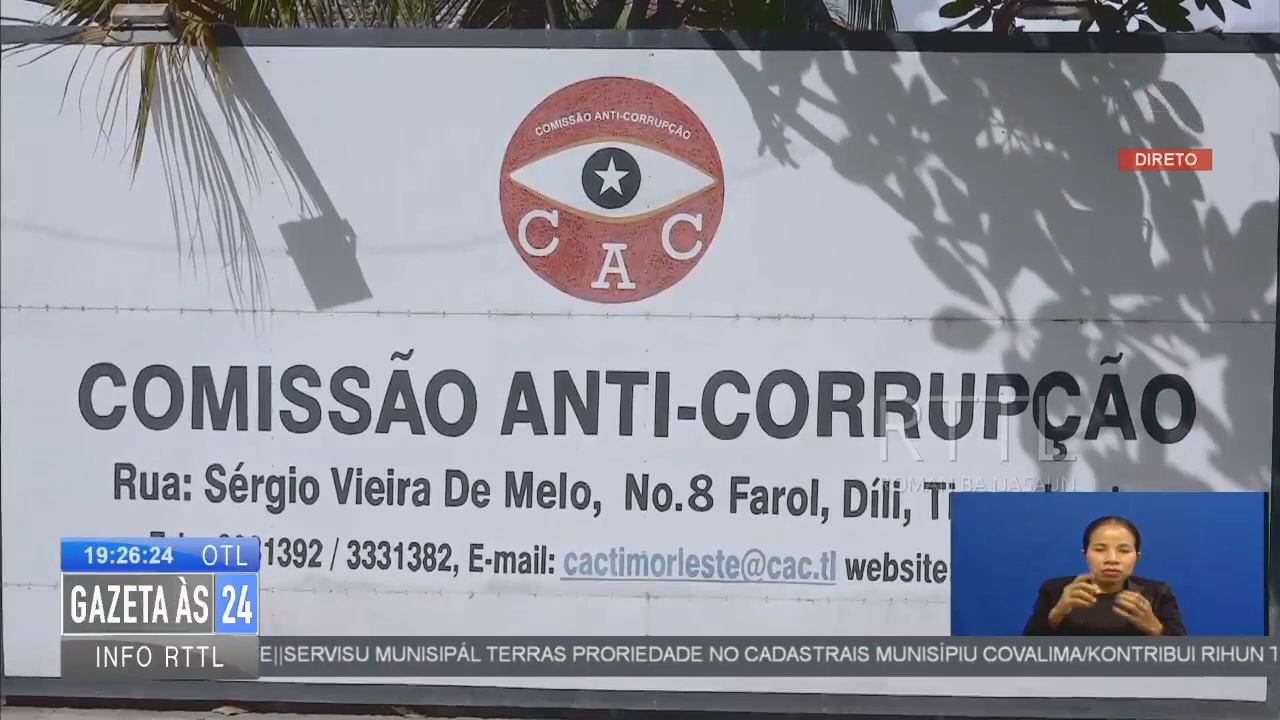 COMISSÃO ANTI-CORRUPÇÃO
C A C
DIRETO
COMISSÃO ANTI-CORRUPÇÃO
RTTL
Rua: Sérgio Vieira De Melo, No.8 Farol, Díli,
1392 / 3331382, E-mail: cactimorleste@cac.tl website
19:26:24 OTL
GAZETA ÀS 24
INFO RTTL
E||SERVISU MUNISIPÁL TERRAS PRORIEDADE NO CADASTRAIS MUNISÍPIU COVALIMA/KONTRIBUI RIHUN T